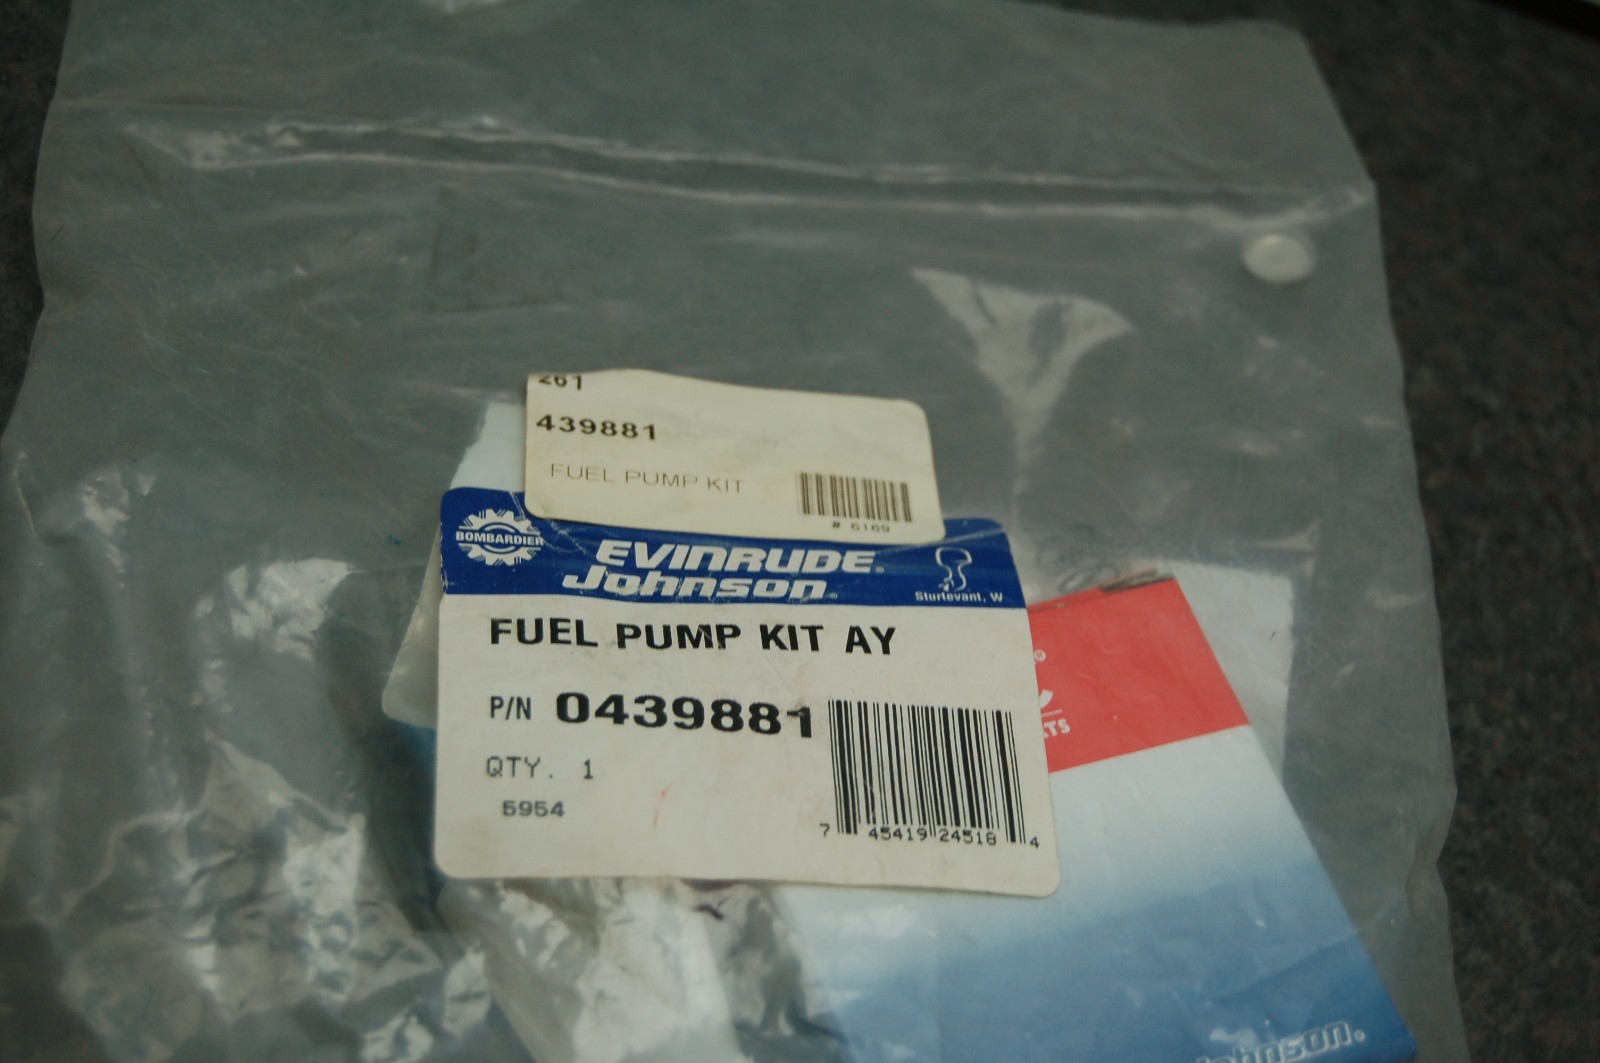 261
439881
FUEL PUMP KIT
# 6169
BOMBARDIER
EVINRUDE®
Johnson®
Sturtevant, W
FUEL PUMP KIT AY
P/N 0439881
QTY. 1
5954
7 45419 24518 4
®
TS
Johnson®